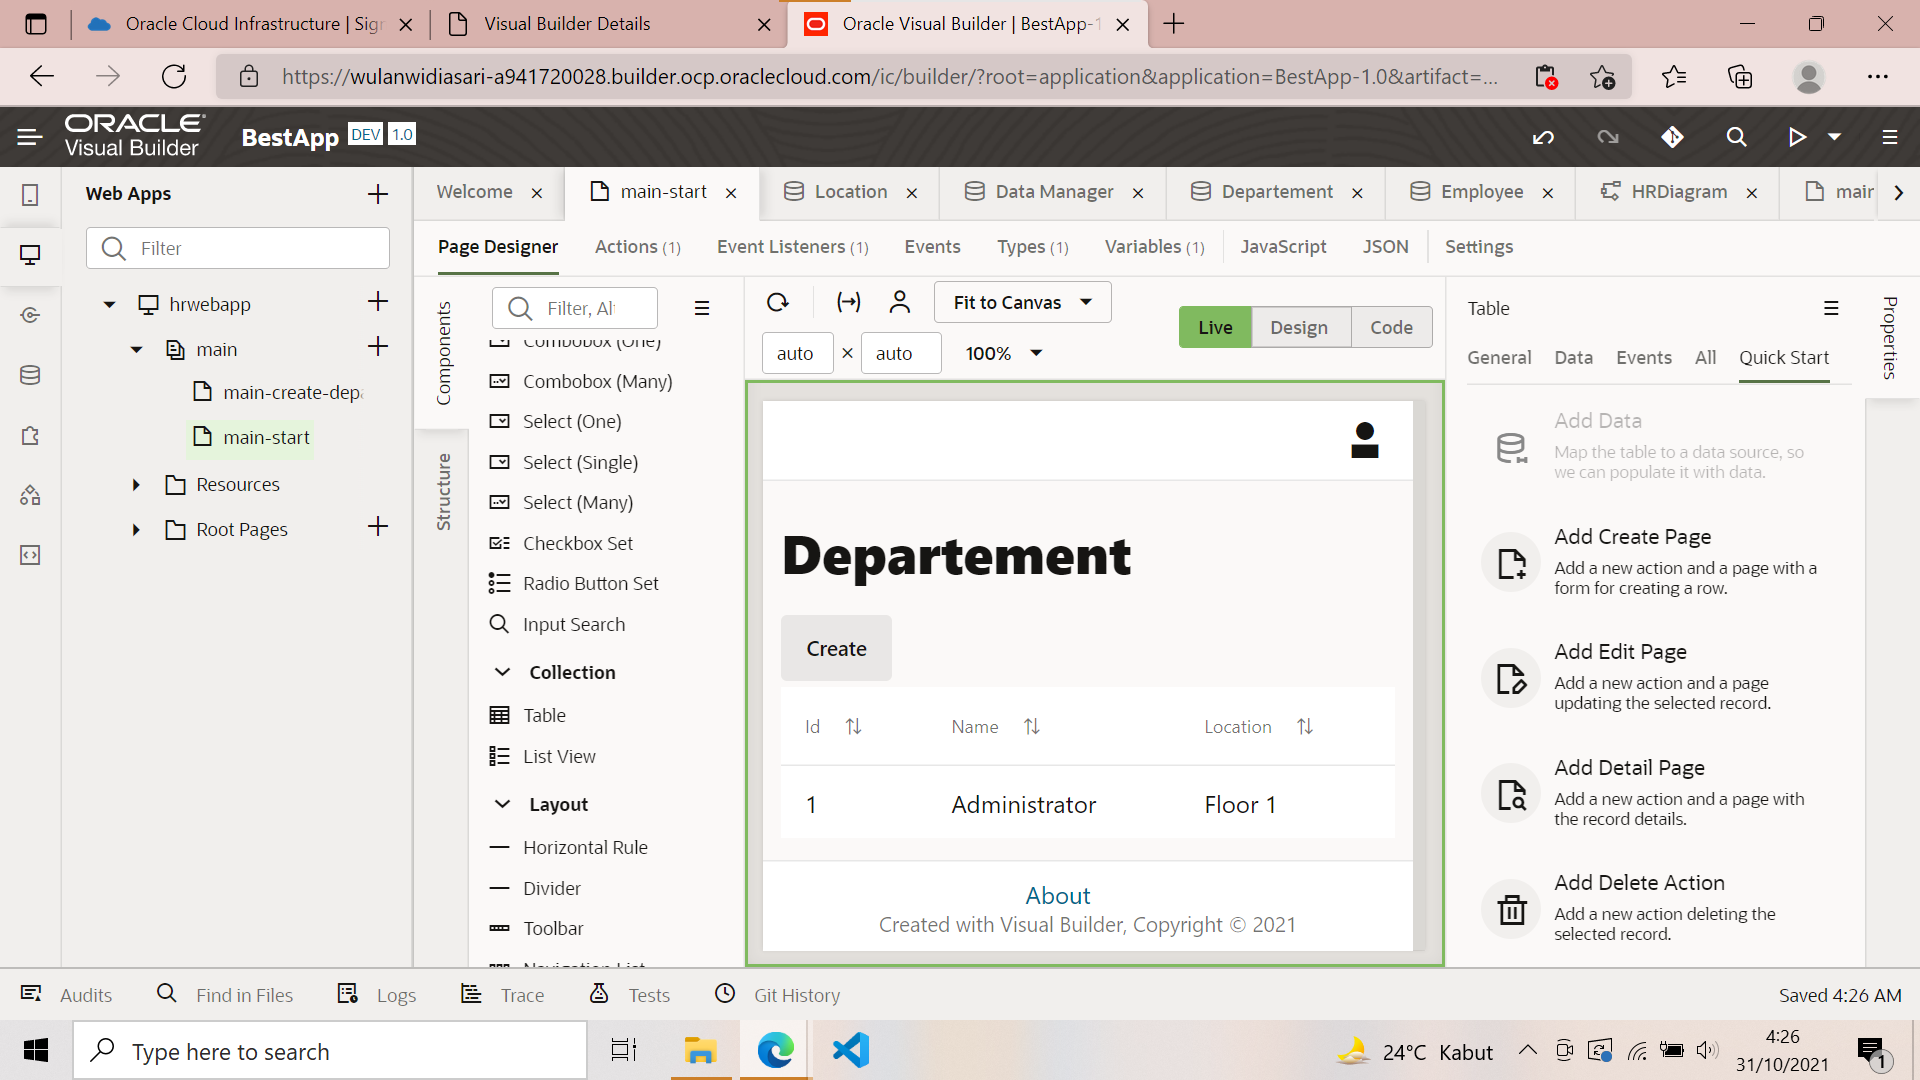 Oracle Cloud Infrastructure | Sign
Visual Builder Details
Oracle Visual Builder | BestApp-1
https://wulanwidiasari-a941720028.builder.ocp.oraclecloud.com/ic/builder/?root=application&application=BestApp-1.0&artifact=...
ORACLE
Visual Builder
BestApp DEV 1.0
Web Apps
Filter
hrwebapp
main
main-create-depa
main-start
Resources
Root Pages
Welcome
main-start
Location
Data Manager
Departement
Employee
HRDiagram
main
Page Designer
Actions (1)
Event Listeners (1)
Events
Types (1)
Variables (1)
JavaScript
JSON
Settings
Components
Structure
Filter, Al
Combobox (One)
Combobox (Many)
Select (One)
Select (Single)
Select (Many)
Checkbox Set
Radio Button Set
Input Search
Collection
Table
List View
Layout
Horizontal Rule
Divider
Toolbar
Navigation List
Fit to Canvas
auto × auto 100%
Live
Design
Code
Departement
Create
Id Name Location
1 Administrator Floor 1
About
Created with Visual Builder, Copyright © 2021
Table
General Data Events All Quick Start
Properties
Add Data
Map the table to a data source, so
we can populate it with data.
Add Create Page
Add a new action and a page with a
form for creating a row.
Add Edit Page
Add a new action and a page
updating the selected record.
Add Detail Page
Add a new action and a page with
the record details.
Add Delete Action
Add a new action deleting the
selected record.
Audits
Find in Files
Logs
Trace
Tests
Git History
Saved 4:26 AM
Type here to search
24°C Kabut
4:26
31/10/2021
1